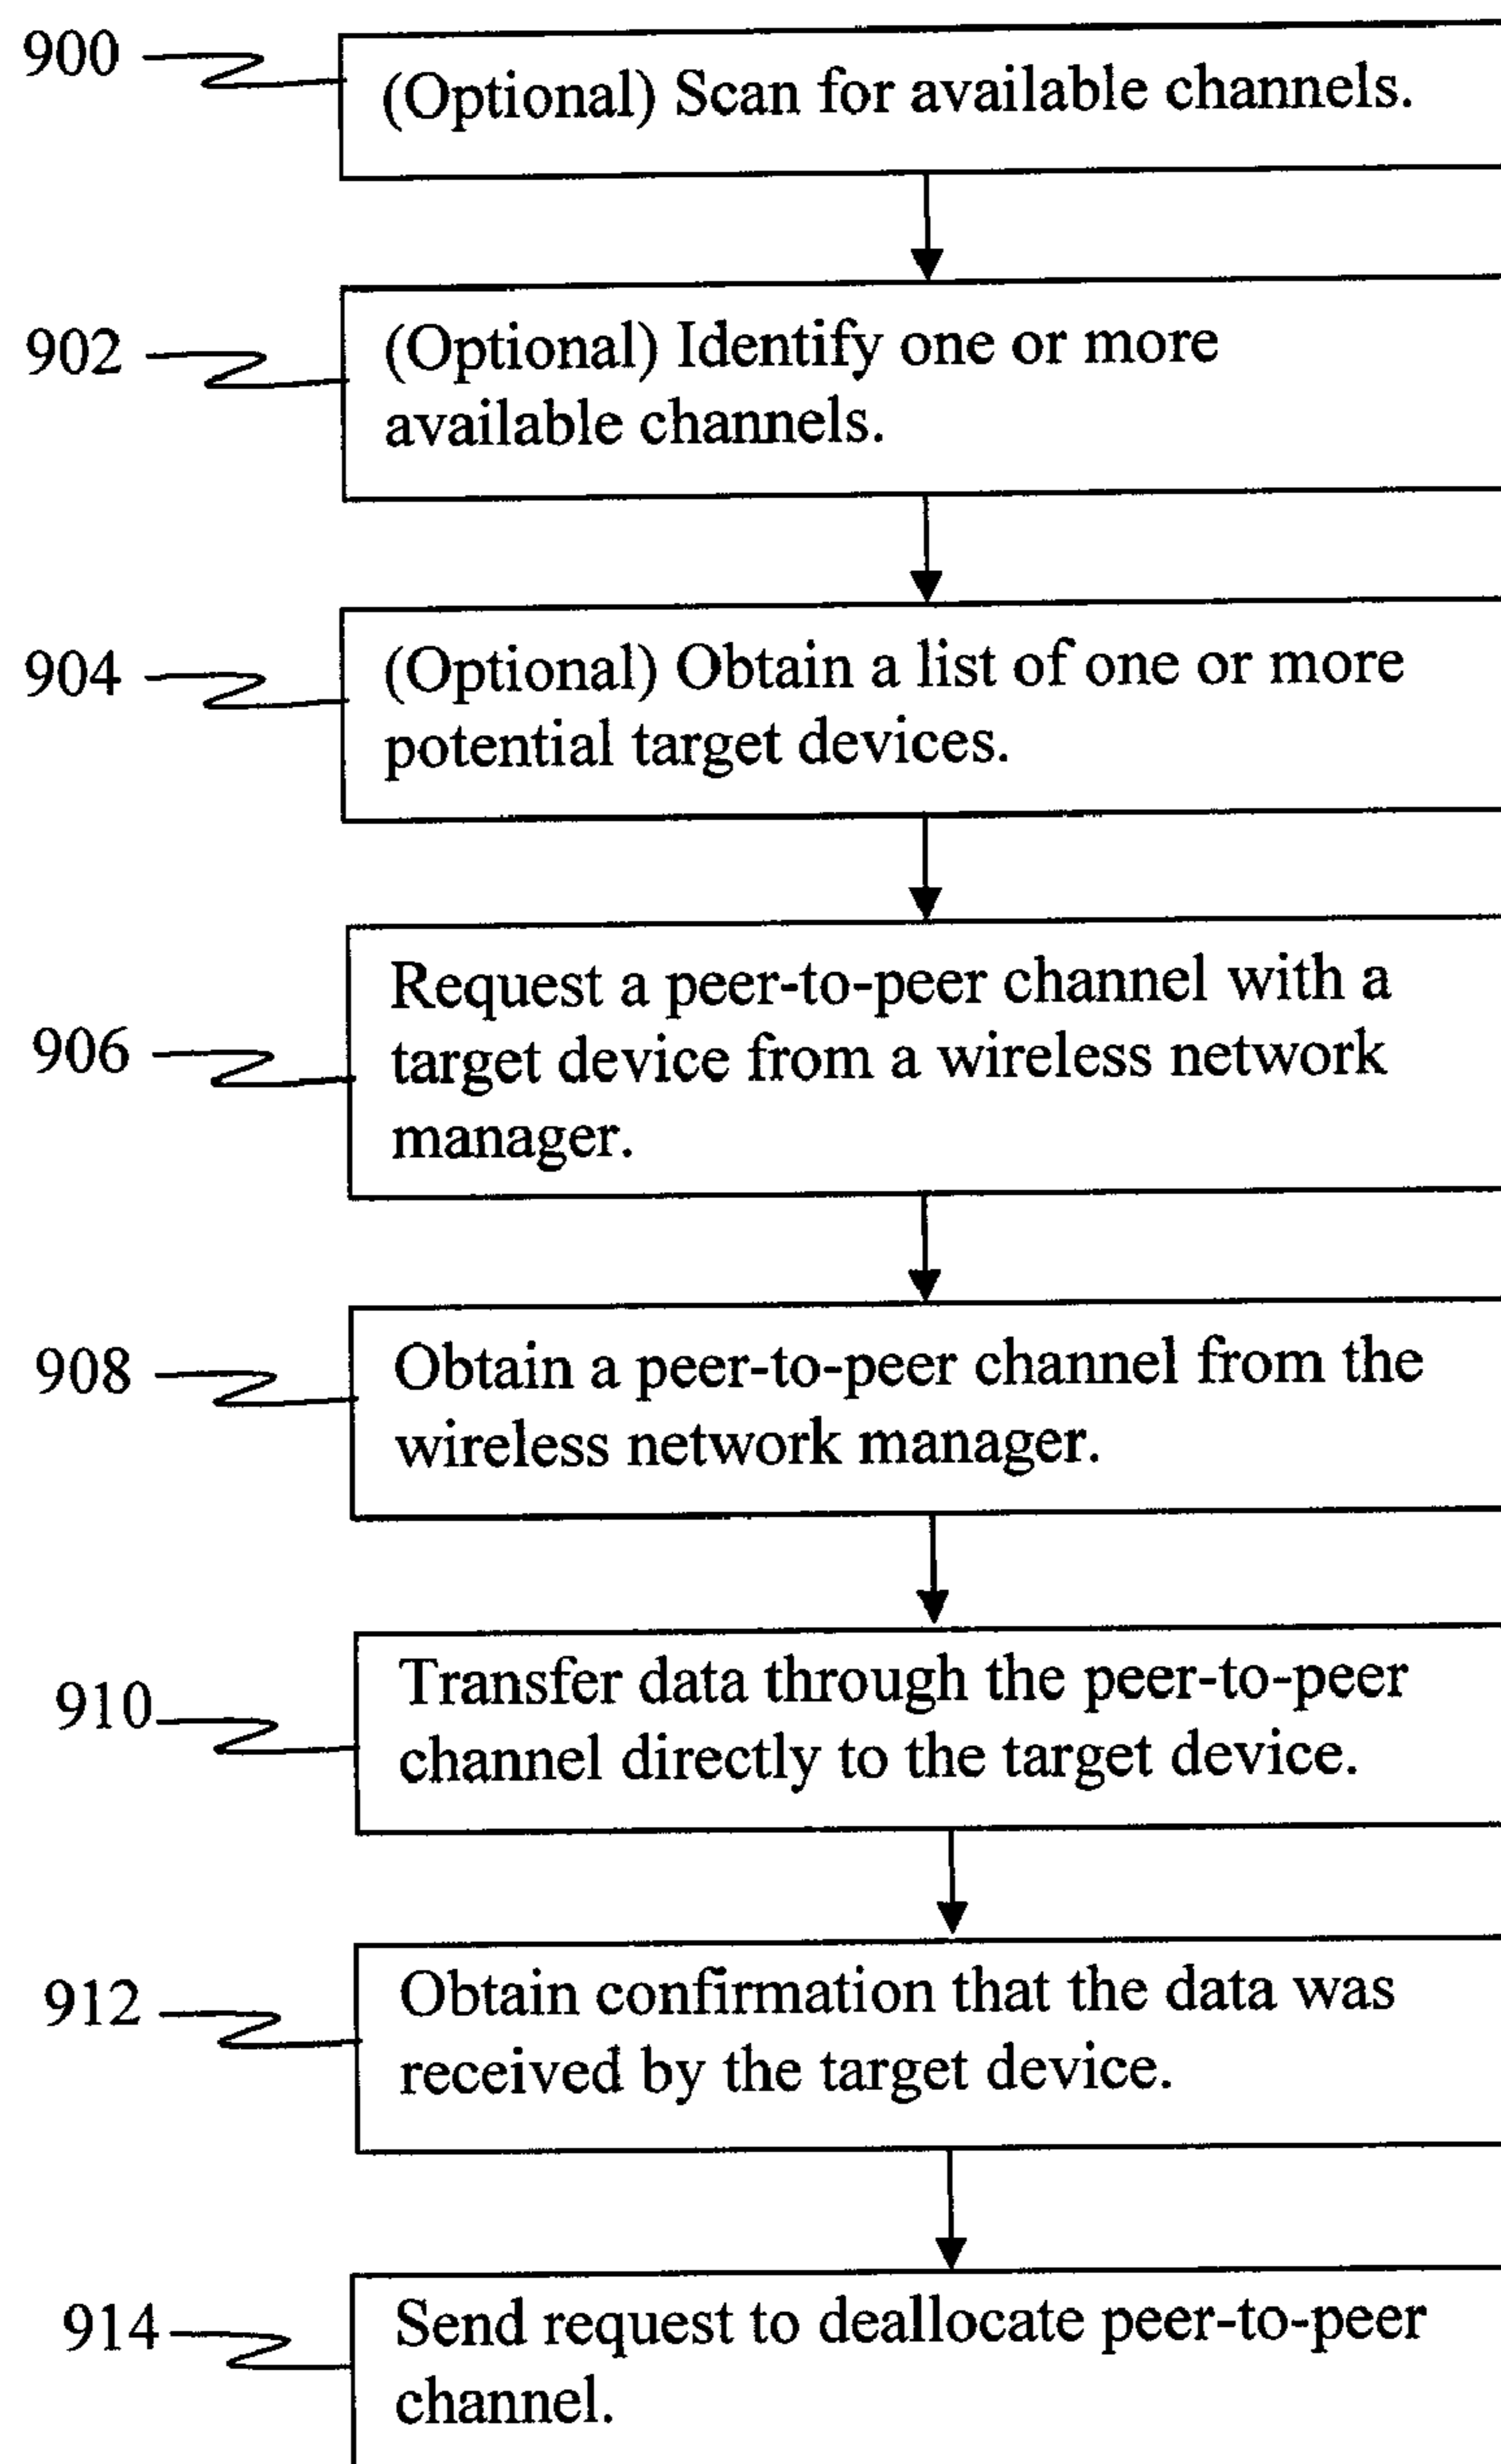 900
(Optional) Scan for available channels.
902
(Optional) Identify one or more
available channels.
904
(Optional) Obtain a list of one or more
potential target devices.
906
Request a peer-to-peer channel with a
target device from a wireless network
manager.
908
Obtain a peer-to-peer channel from the
wireless network manager.
910
Transfer data through the peer-to-peer
channel directly to the target device.
912
Obtain confirmation that the data was
received by the target device.
914
Send request to deallocate peer-to-peer
channel.